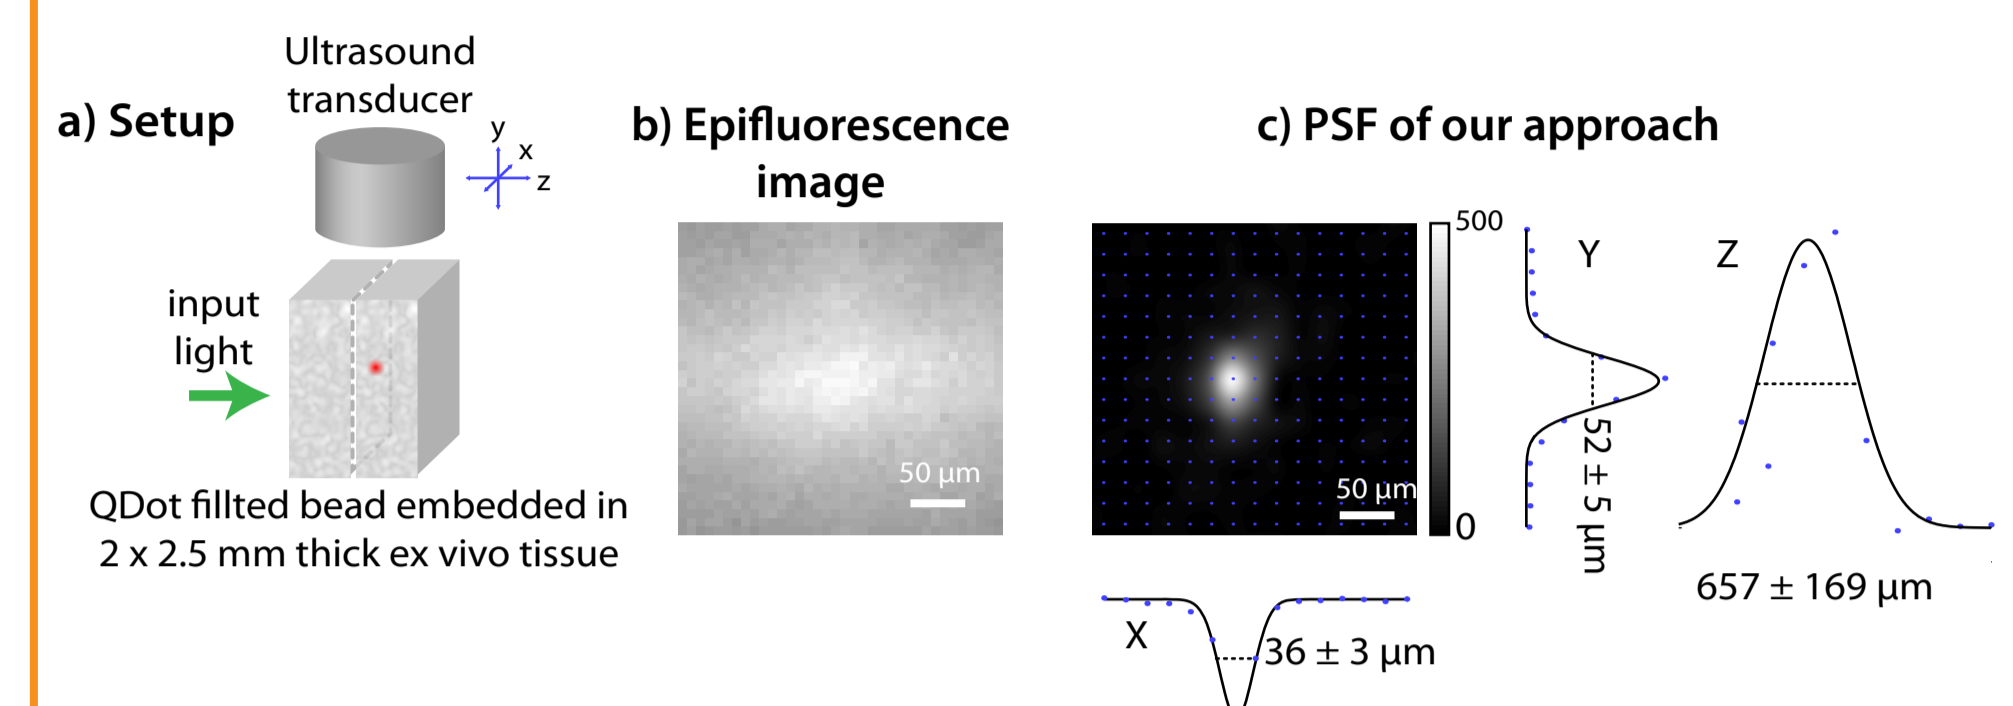 a) Setup
Ultrasound
transducer
y
x
z
input
light
QDot fillted bead embedded in
2 x 2.5 mm thick ex vivo tissue
b) Epifluorescence
image
50 µm
c) PSF of our approach
500
0
50 µm
Y
52 ± 5 µm
Z
657 ± 169 µm
X
36 ± 3 µm